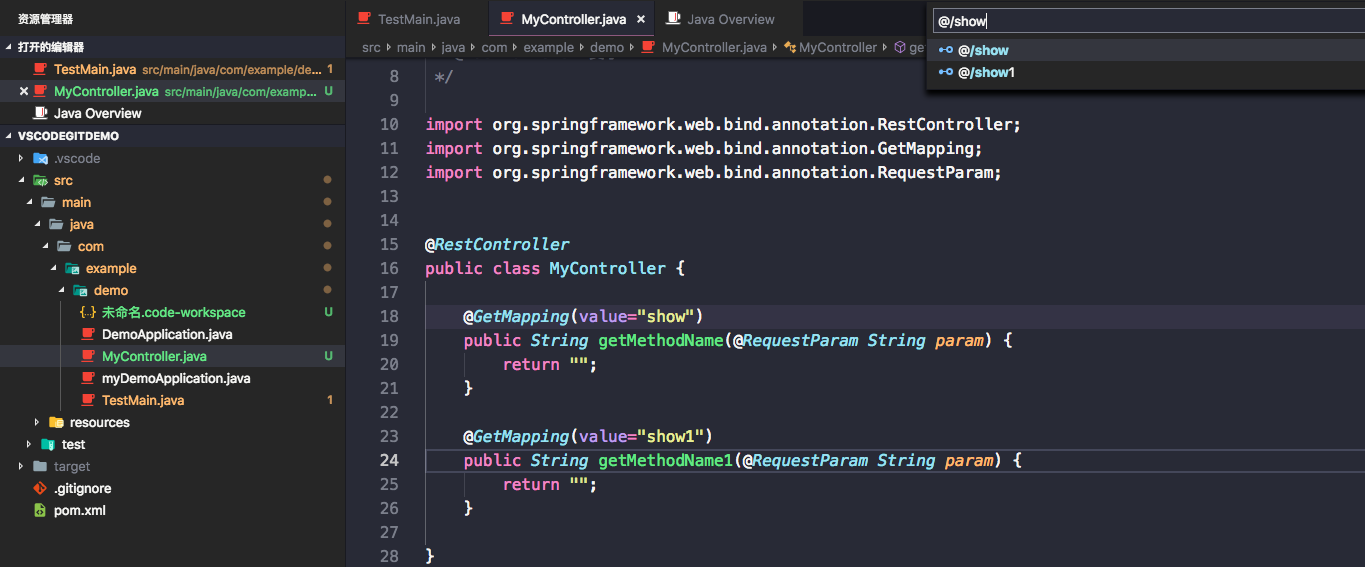 资源管理器
打开的编辑器
TestMain.java src/main/java/com/example/de... 1
MyController.java src/main/java/com/examp... U
Java Overview
VSCODEGITDEMO
.vscode
src
main
java
com
example
demo
{..} 未命名.code-workspace U
DemoApplication.java
MyController.java U
myDemoApplication.java
TestMain.java 1
resources
test
target
.gitignore
pom.xml
TestMain.java MyController.java × Java Overview
src main java com example demo MyController.java MyController ge
@/show
@/show
@/show1
8 */
9
10 import org.springframework.web.bind.annotation.RestController;
11 import org.springframework.web.bind.annotation.GetMapping;
12 import org.springframework.web.bind.annotation.RequestParam;
13
14
15 @RestController
16 public class MyController {
17
18 @GetMapping(value="show")
19 public String getMethodName(@RequestParam String param) {
20 return "";
21 }
22
23 @GetMapping(value="show1")
24 public String getMethodName1(@RequestParam String param) {
25 return "";
26 }
27
28 }